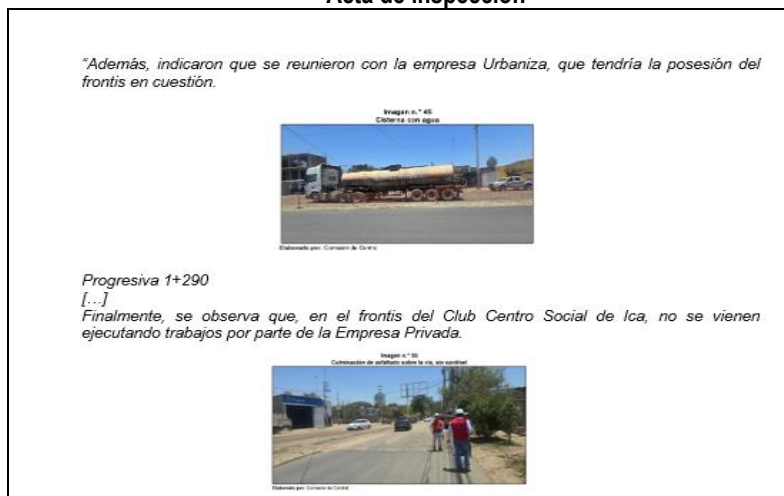 Acta de Inspección
“Además, indicaron que se reunieron con la empresa Urbaniza, que tendría la posesión del
frontis en cuestión.
Imagen n.° 45
Cisterna con agua
Elaborado por: Comisión de Control
Progresiva 1+290
[…]
Finalmente, se observa que, en el frontis del Club Centro Social de Ica, no se vienen
ejecutando trabajos por parte de la Empresa Privada.
Culminación de asfaltado sobre la vía, sin sardinel
Elaborado por: Comisión de Control